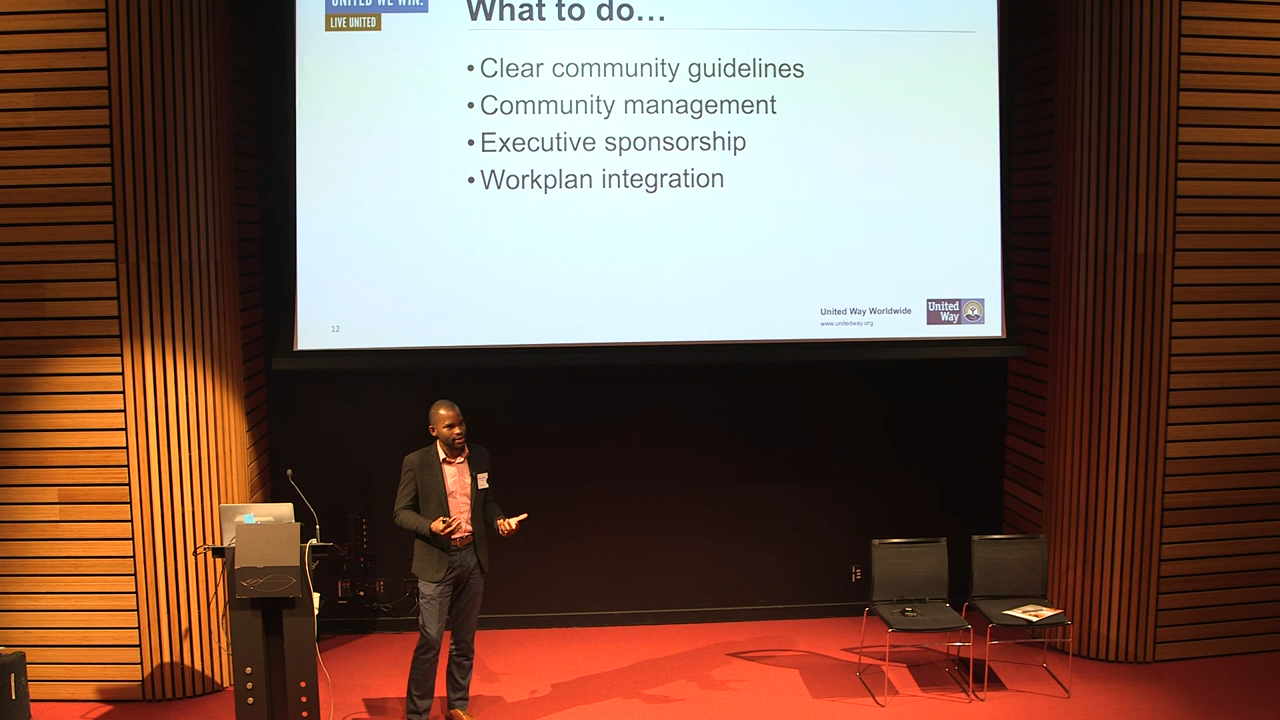 UNITED WE WIN.
LIVE UNITED
What to do…
• Clear community guidelines
• Community management
• Executive sponsorship
• Workplan integration
12
United Way Worldwide
www.unitedway.org
United
Way